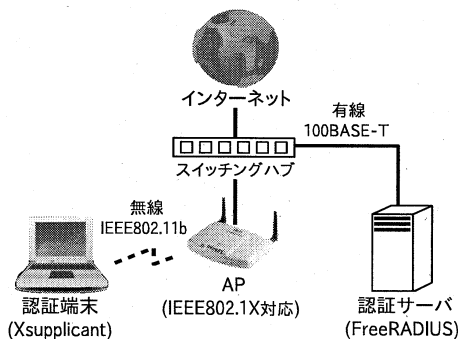 インターネット
有線
100BASE-T
スイッチングハブ
無線
IEEE802.11b
AP
(IEEE802.1X対応)
認証端末
(Xsupplicant)
認証サーバ
(FreeRADIUS)